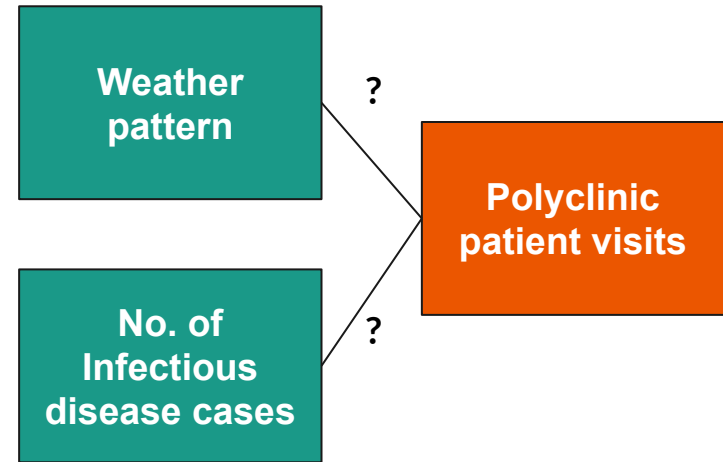 Weather
pattern
?
Polyclinic
patient visits
No. of
Infectious
disease cases
?